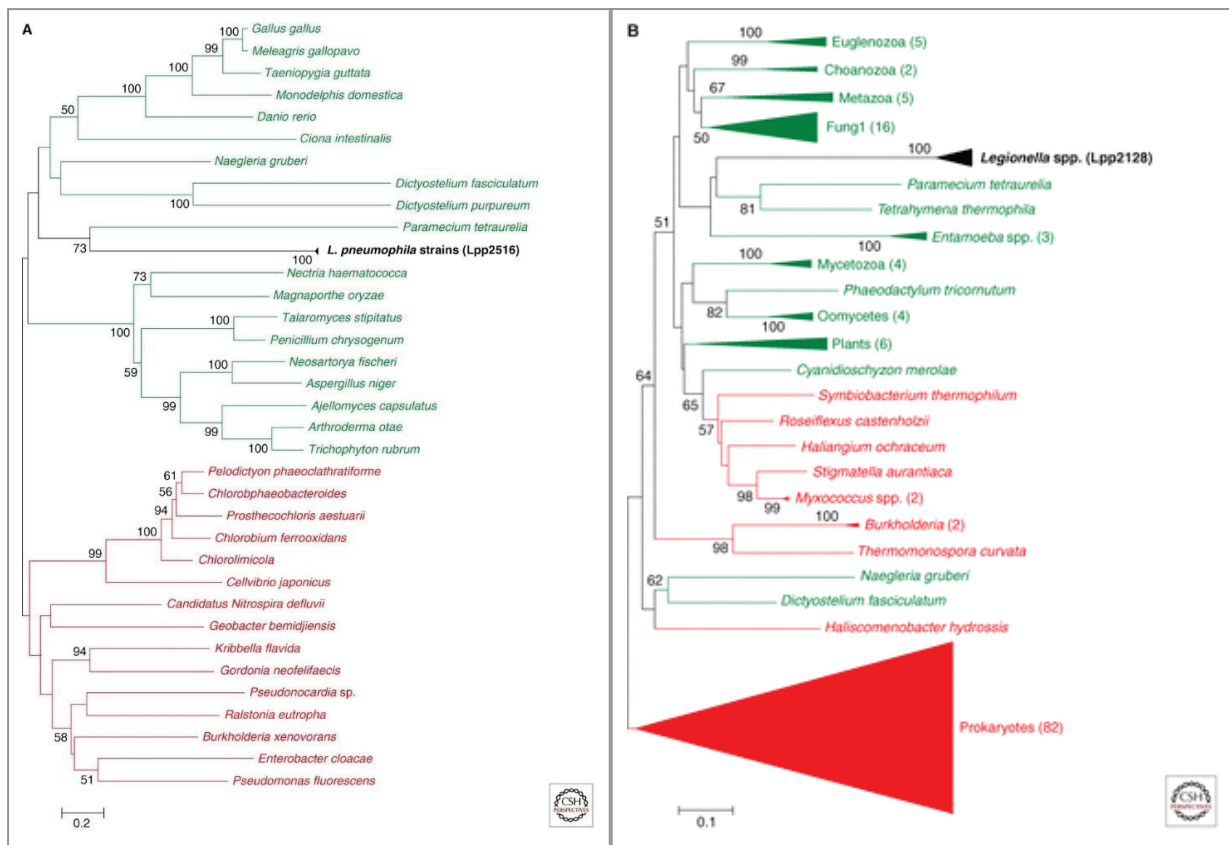 A
100
Gallus gallus
99
Meleagris gallopavo
100
Taeniopygia guttata
100
Monodelphis domestica
50
Danio rerio
Ciona intestinalis
Naegleria gruberi
Dictyostelium fasciculatum
100
Dictyostelium purpureum
Paramecium tetraurelia
73
L. pneumophila strains (Lpp2516)
100
73
Nectria haematococca
Magnaporthe oryzae
100
100
Talaromyces stipitatus
Penicillium chrysogenum
59
100
Neosartorya fischeri
Aspergillus niger
99
Ajellomyces capsulatus
99
Arthroderma otae
100
Trichophyton rubrum
61
Pelodictyon phaeoclathratiforme
56
Chlorobphaeobacteroides
94
Prosthecochloris aestuarii
100
Chlorobium ferrooxidans
99
Chlorolimicola
Cellvibrio japonicus
Candidatus Nitrospira defluvii
Geobacter bemidjiensis
94
Kribbella flavida
Gordonia neofelifaecis
Pseudonocardia sp.
Ralstonia eutropha
58
Burkholderia xenovorans
Enterobacter cloacae
51
Pseudomonas fluorescens
0.2
CSH
PERSPECTIVES
B
100
Euglenozoa (5)
99
Choanozoa (2)
67
Metazoa (5)
50
Fung1 (16)
100
Legionella spp. (Lpp2128)
Paramecium tetraurelia
81
Tetrahymena thermophila
51
100
Entamoeba spp. (3)
100
Mycetozoa (4)
Phaeodactylum tricornutum
82
100
Oomycetes (4)
Plants (6)
64
Cyanidioschyzon merolae
65
Symbiobacterium thermophilum
57
Roseiflexus castenholzii
Haliangium ochraceum
Stigmatella aurantiaca
98
99
Myxococcus spp. (2)
100
Burkholderia (2)
98
Thermomonospora curvata
62
Naegleria gruberi
Dictyostelium fasciculatum
Haliscomenobacter hydrossis
Prokaryotes (82)
0.1
CSH
PERSPECTIVES